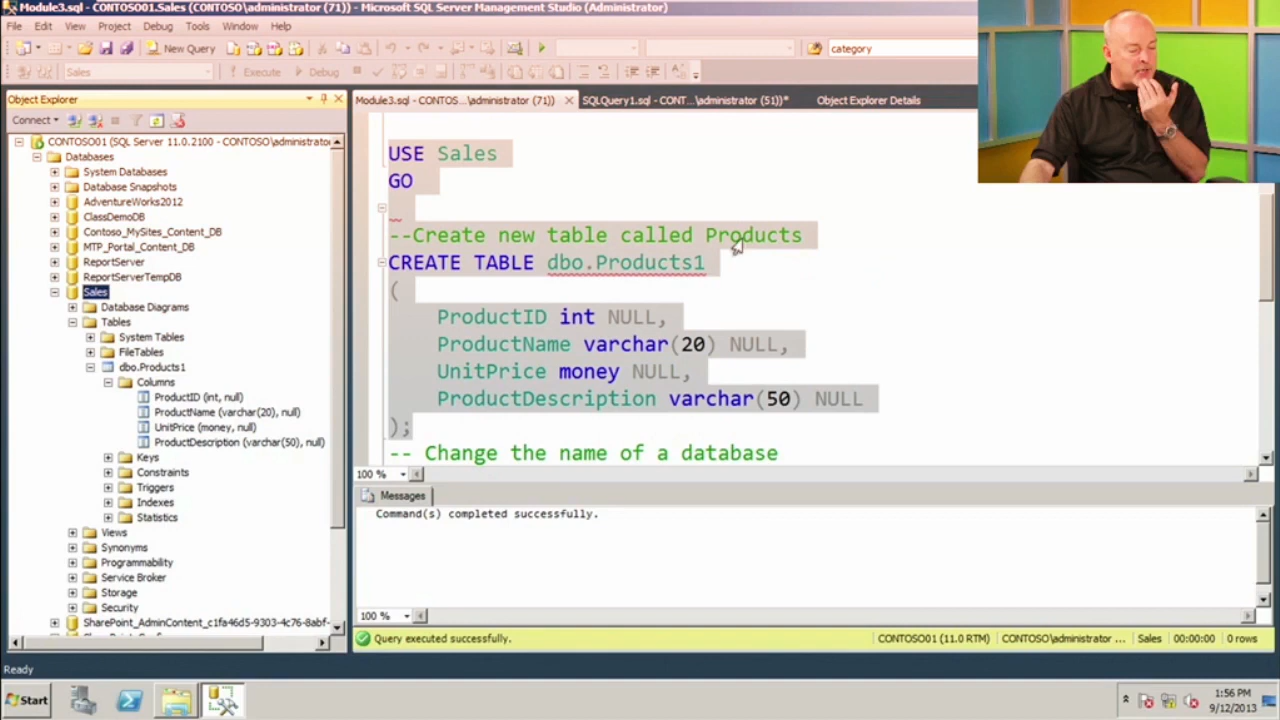 Module3.sql - CONTOSO01.Sales (CONTOSO\administrator (71)) - Microsoft SQL Server Management Studio (Administrator)
File Edit View Project Debug Tools Window Help
New Query category
Sales Execute Debug
Object Explorer
Connect
CONTOSO01 (SQL Server 11.0.2100 - CONTOSO\administrator
Databases
System Databases
Database Snapshots
AdventureWorks2012
ClassDemoDB
Contoso_MySites_Content_DB
MTP_Portal_Content_DB
ReportServer
ReportServerTempDB
Sales
Database Diagrams
Tables
System Tables
FileTables
dbo.Products1
Columns
ProductID (int, null)
ProductName (varchar(20), null)
UnitPrice (money, null)
ProductDescription (varchar(50), null)
Keys
Constraints
Triggers
Indexes
Statistics
Views
Synonyms
Programmability
Service Broker
Storage
Security
SharePoint_AdminContent_c1fa46d5-9303-4c76-8abf-
Module3.sql - CONTOS...\administrator (71)) SQLQuery1.sql - CONT...\administrator (51))* Object Explorer Details
USE Sales
GO
--Create new table called Products
CREATE TABLE dbo.Products1
(
ProductID int NULL,
ProductName varchar(20) NULL,
UnitPrice money NULL,
ProductDescription varchar(50) NULL
);
-- Change the name of a database
100 %
Messages
Command(s) completed successfully.
100 %
Query executed successfully. CONTOSO01 (11.0 RTM) CONTOSO\administrator ... Sales 00:00:00 0 rows
Ready
Start 1:56 PM
9/12/2013